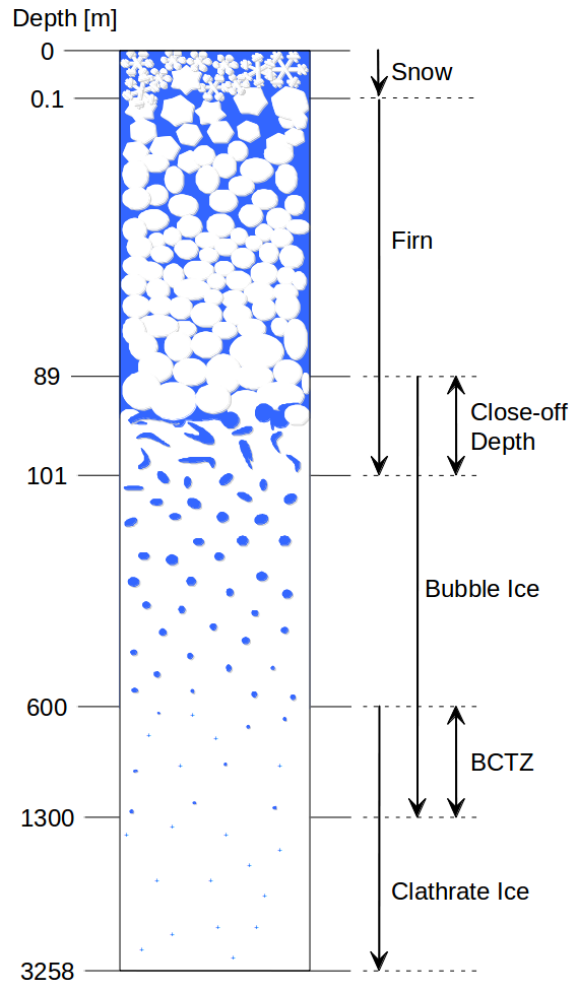 Depth [m]
0
Snow
0.1
Firn
89
Close-off
Depth
101
Bubble Ice
600
BCTZ
1300
Clathrate Ice
3258